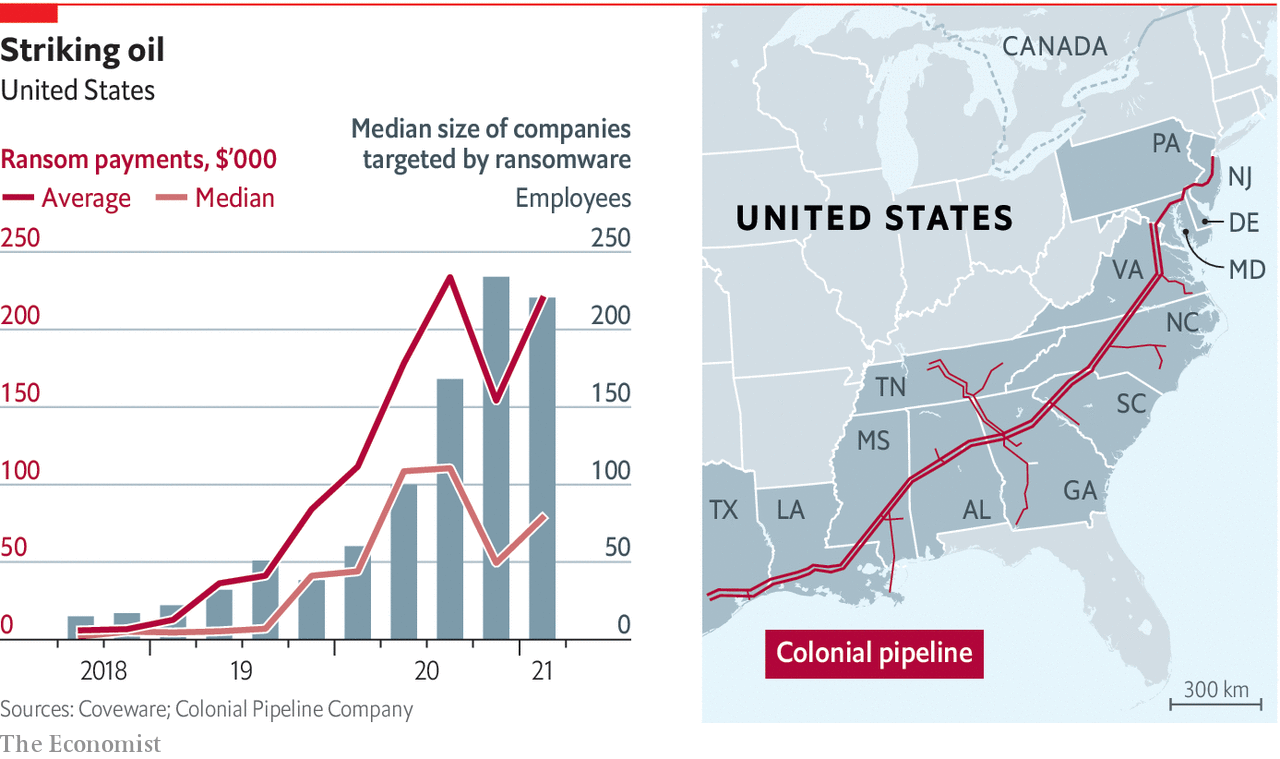 Striking oil
United States
Ransom payments, $’000
Average
Median
Median size of companies
targeted by ransomware
Employees
250
250
200
200
150
150
100
100
50
50
0
0
2018
19
20
21
Sources: Coveware; Colonial Pipeline Company
The Economist
CANADA
UNITED STATES
PA
NJ
DE
MD
VA
NC
TN
SC
MS
GA
TX
LA
AL
Colonial pipeline
300 km